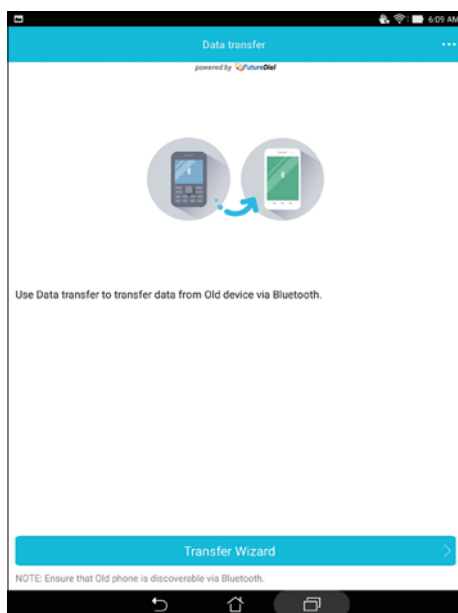 6:09 AM
Data transfer
powered by FutureDial
Use Data transfer to transfer data from Old device via Bluetooth.
Transfer Wizard
NOTE: Ensure that Old phone is discoverable via Bluetooth.